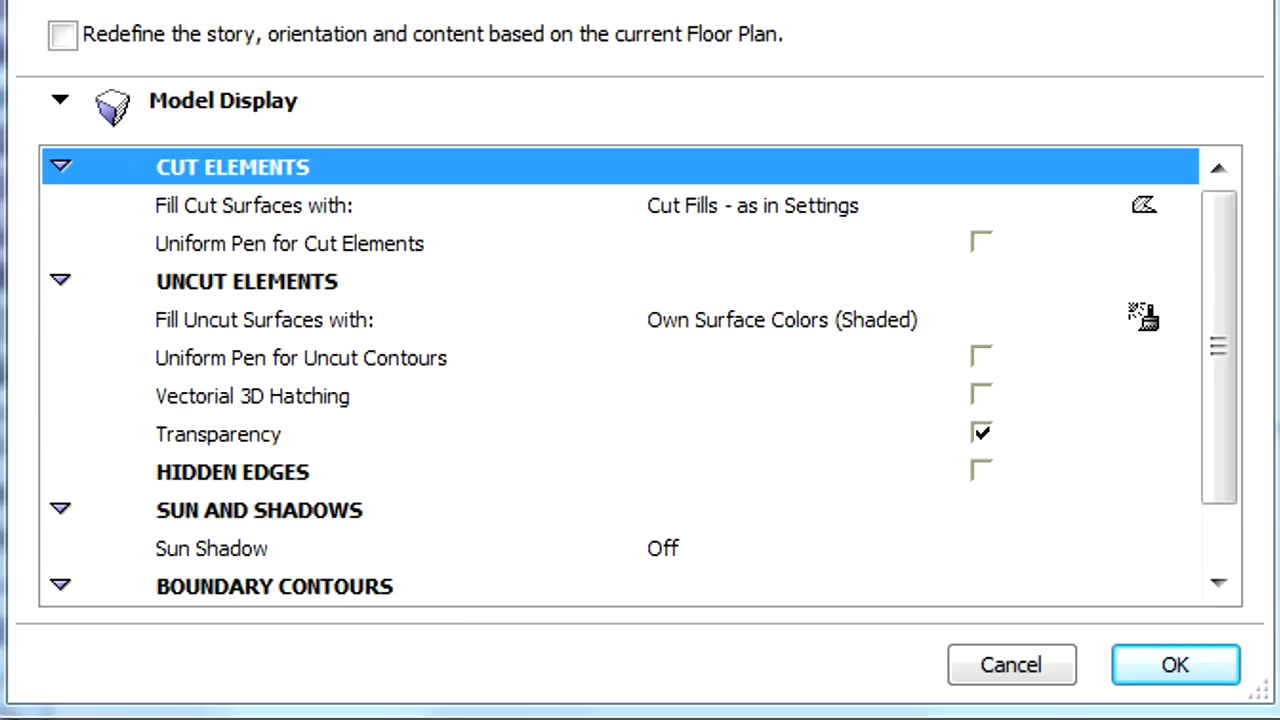 Redefine the story, orientation and content based on the current Floor Plan.
Model Display
CUT ELEMENTS
Fill Cut Surfaces with: Cut Fills - as in Settings
Uniform Pen for Cut Elements
UNCUT ELEMENTS
Fill Uncut Surfaces with: Own Surface Colors (Shaded)
Uniform Pen for Uncut Contours
Vectorial 3D Hatching
Transparency
HIDDEN EDGES
SUN AND SHADOWS
Sun Shadow Off
BOUNDARY CONTOURS
Cancel OK